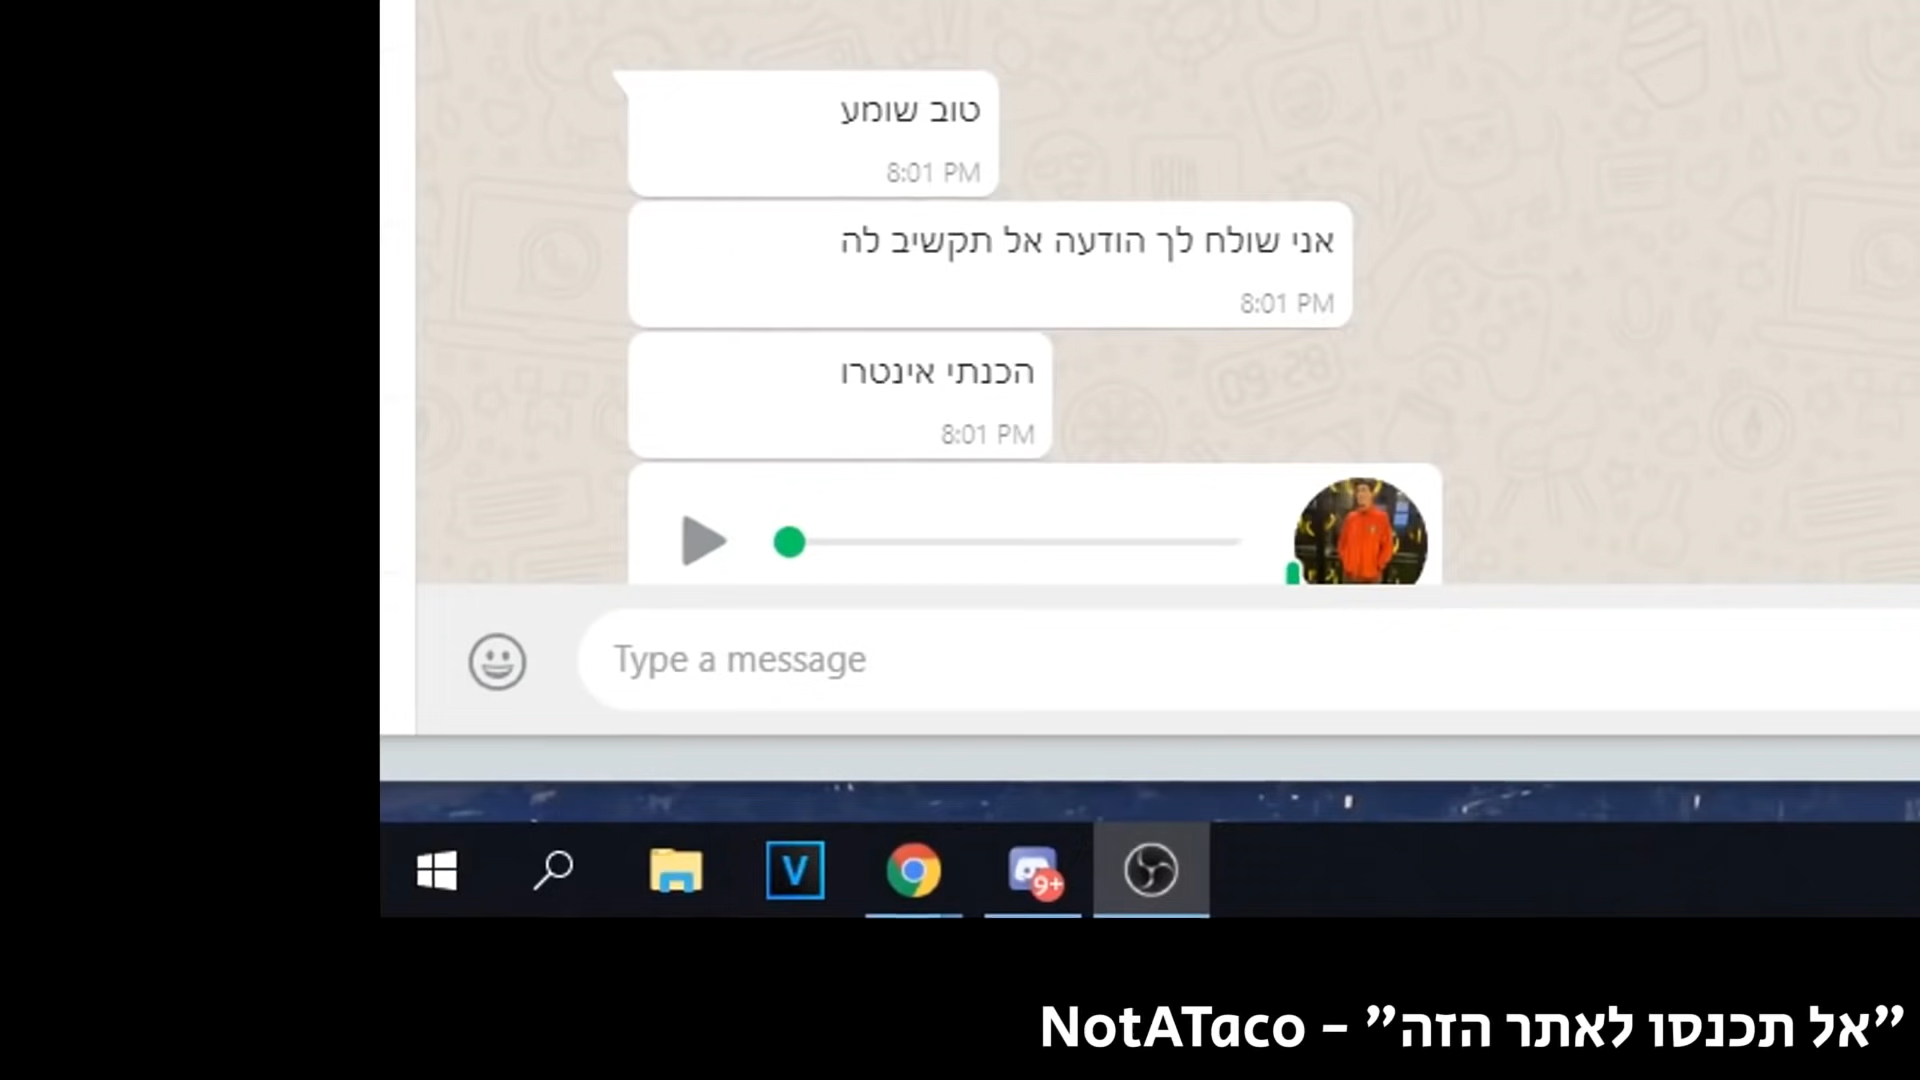 טוב שומע
8:01 PM
אני שולח לך הודעה אל תקשיב לה
8:01 PM
הכנתי אינטרו
8:01 PM
Type a message
V
9+
"אל תכנסו לאתר הזה" – NotATaco